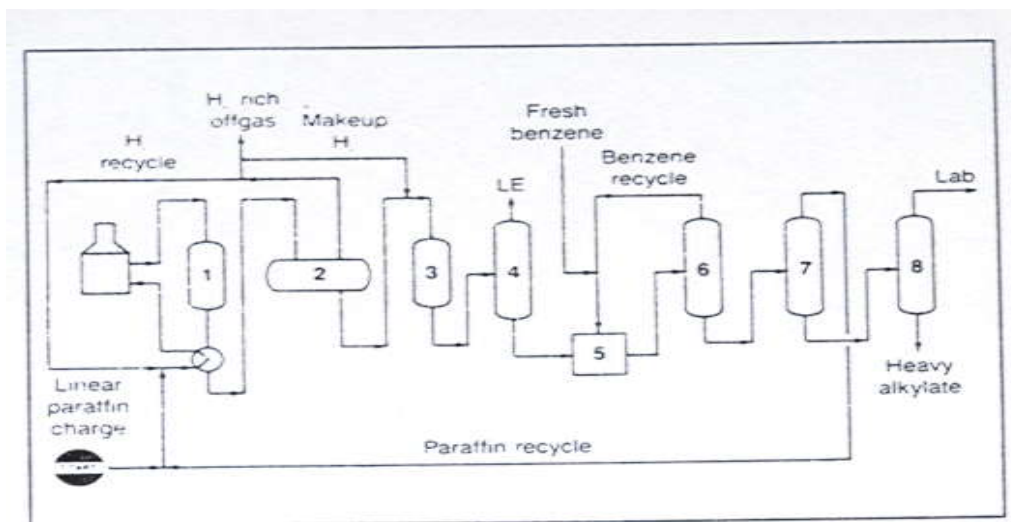 H rich
offgas
Makeup
H
H
recycle
Fresh
benzene
Benzene
recycle
LE
Lab
1
2
3
4
5
6
7
8
Linear
paraffin
charge
Heavy
alkylate
Paraffin recycle